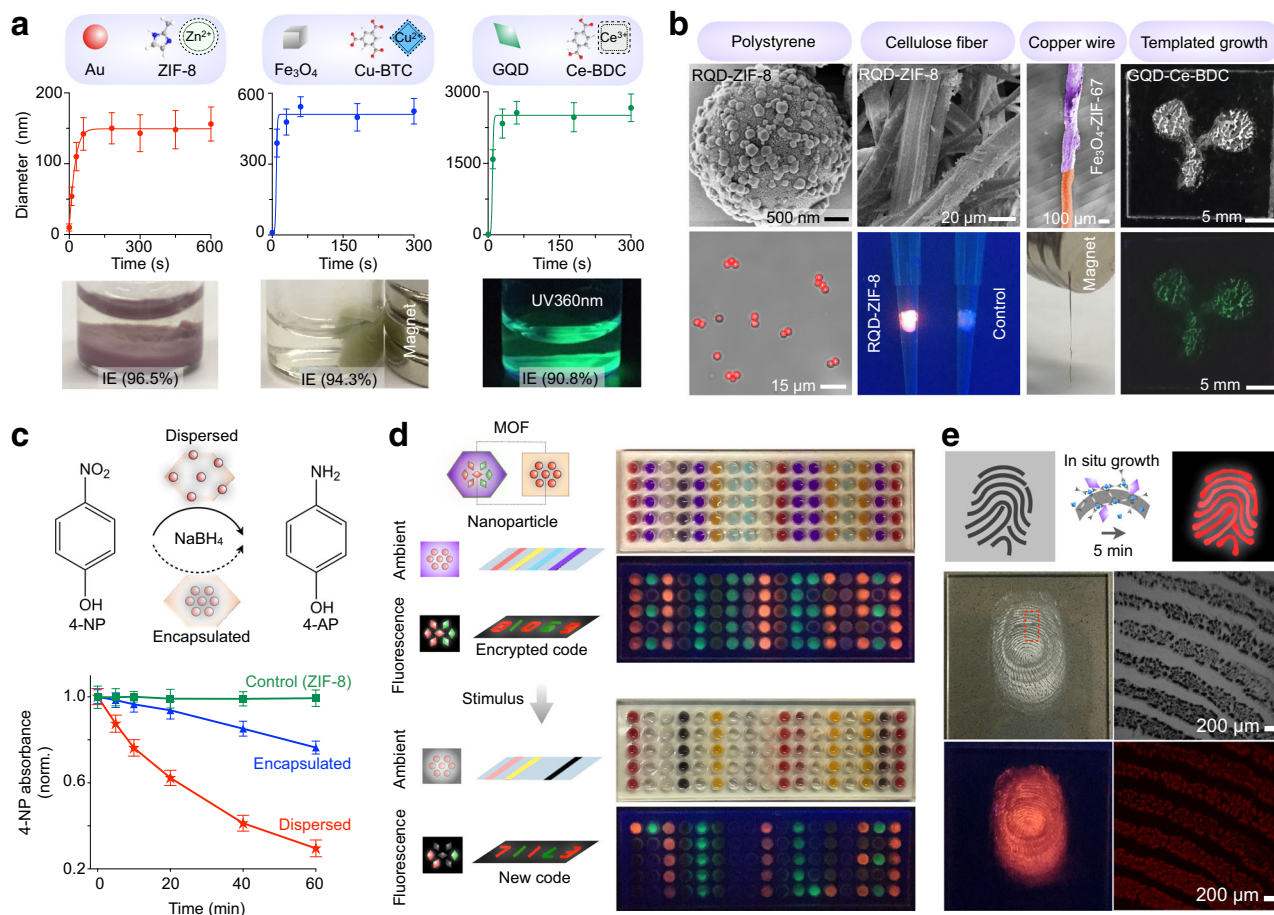 a
Zn²⁺
Au
ZIF-8
Cu²⁺
Fe₃O₄
Cu-BTC
Ce³⁺
GQD
Ce-BDC
Diameter (nm)
200
100
0
0
300
600
Time (s)
600
300
0
0
180
300
Time (s)
3000
1500
0
0
180
300
Time (s)
IE (96.5%)
Magnet
IE (94.3%)
UV360nm
IE (90.8%)
b
Polystyrene
Cellulose fiber
Copper wire
Templated growth
RQD-ZIF-8
500 nm
RQD-ZIF-8
20 µm
Fe₃O₄-ZIF-67
100 µm
GQD-Ce-BDC
5 mm
15 µm
RQD-ZIF-8
Control
Magnet
5 mm
c
NO₂
OH
4-NP
Dispersed
NaBH₄
Encapsulated
NH₂
OH
4-AP
4-NP absorbance
(norm.)
1.0
0.6
0.2
Control (ZIF-8)
Encapsulated
Dispersed
0
20
40
60
Time (min)
d
MOF
Nanoparticle
Ambient
Fluorescence
81059
Encrypted code
Stimulus
Ambient
Fluorescence
71163
New code
e
In situ growth
5 min
200 µm
200 µm